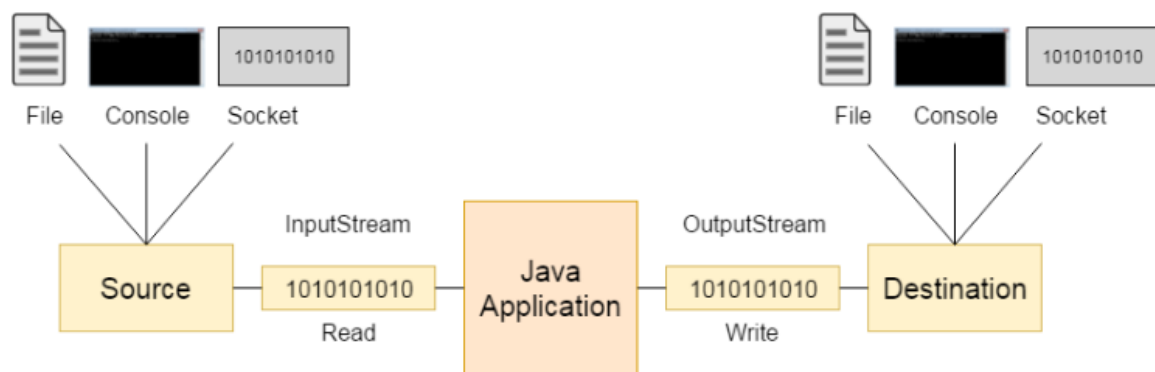 1010101010
1010101010
File
Console
Socket
File
Console
Socket
InputStream
OutputStream
Source
1010101010
Java
Application
1010101010
Destination
Read
Write